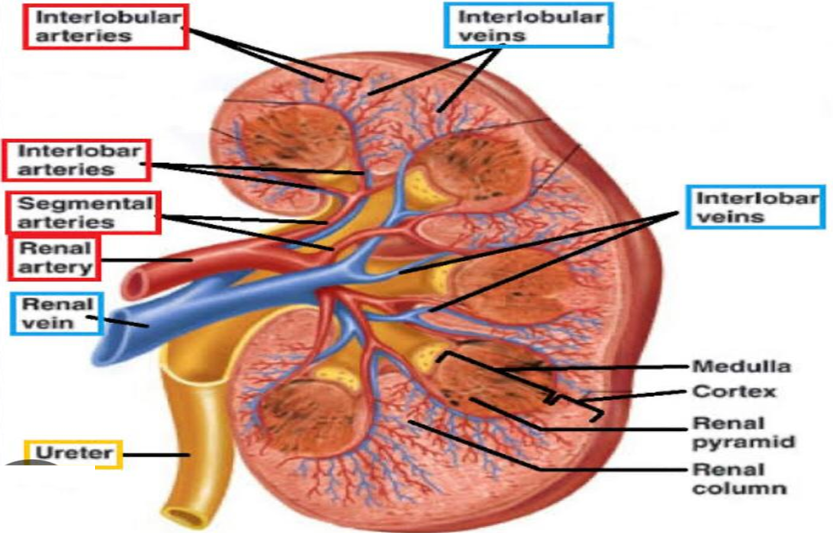 Interlobular
arteries
Interlobular
veins
Interlobar
arteries
Segmental
arteries
Renal
artery
Renal
vein
Ureter
Interlobar
veins
Medulla
Cortex
Renal
pyramid
Renal
column